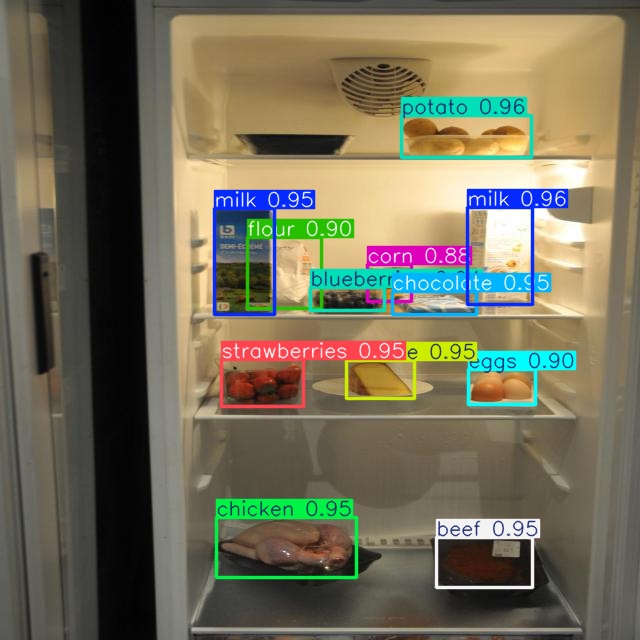 potato 0.96
milk 0.95
milk 0.96
flour 0.90
corn 0.88
blueberr
chocolate 0.95
b
DEMI-ÉCRÉMÉ
strawberries 0.95
e 0.95
eggs 0.90
chicken 0.95
beef 0.95